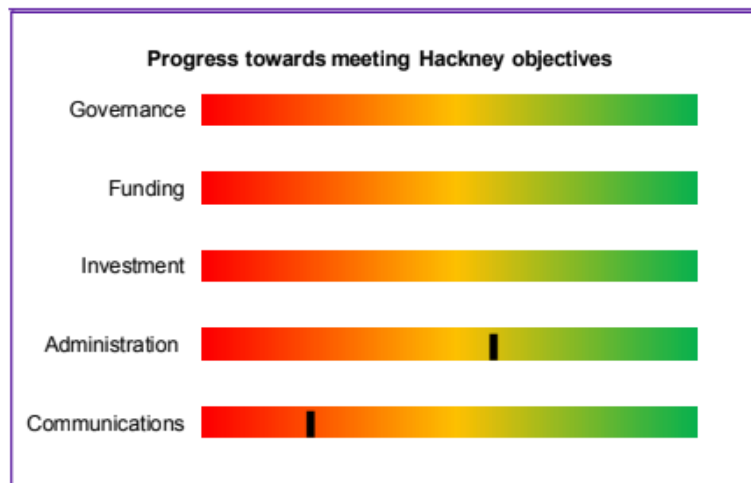 Progress towards meeting Hackney objectives
Governance
Funding
Investment
Administration
Communications